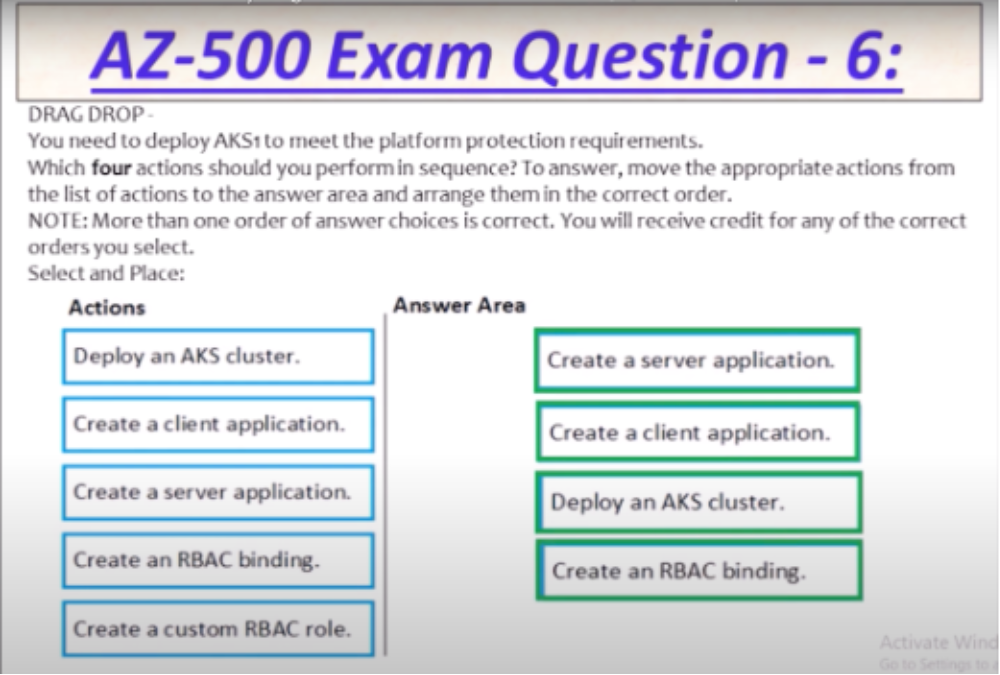 AZ-500 Exam Question - 6:
DRAG DROP -
You need to deploy AKS1 to meet the platform protection requirements.
Which four actions should you perform in sequence? To answer, move the appropriate actions from
the list of actions to the answer area and arrange them in the correct order.
NOTE: More than one order of answer choices is correct. You will receive credit for any of the correct
orders you select.
Select and Place:
Actions
Deploy an AKS cluster.
Create a client application.
Create a server application.
Create an RBAC binding.
Create a custom RBAC role.
Answer Area
Create a server application.
Create a client application.
Deploy an AKS cluster.
Create an RBAC binding.
Activate Wind
Go to Settings to a